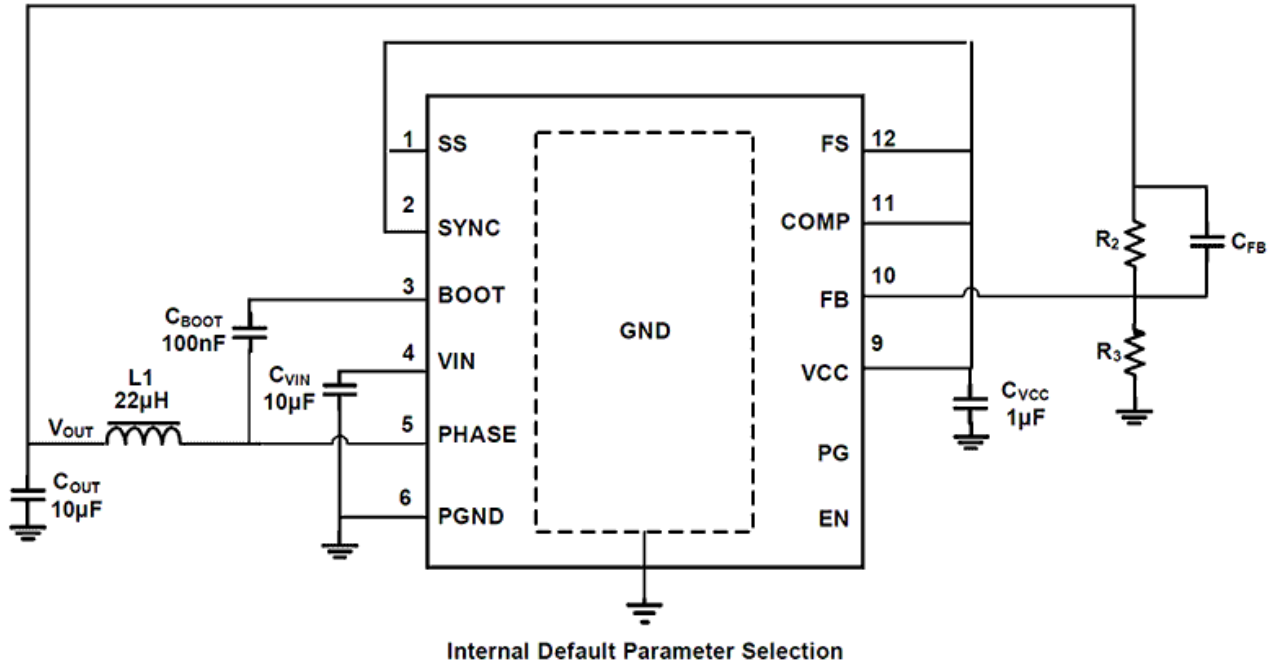 1 SS
2 SYNC
3 BOOT
4 VIN
5 PHASE
6 PGND
GND
FS 12
COMP 11
FB 10
VCC 9
PG
EN
CBOOT
100nF
CVIN
10µF
L1
22µH
VOUT
COUT
10µF
R2
CFB
R3
CVCC
1µF
Internal Default Parameter Selection